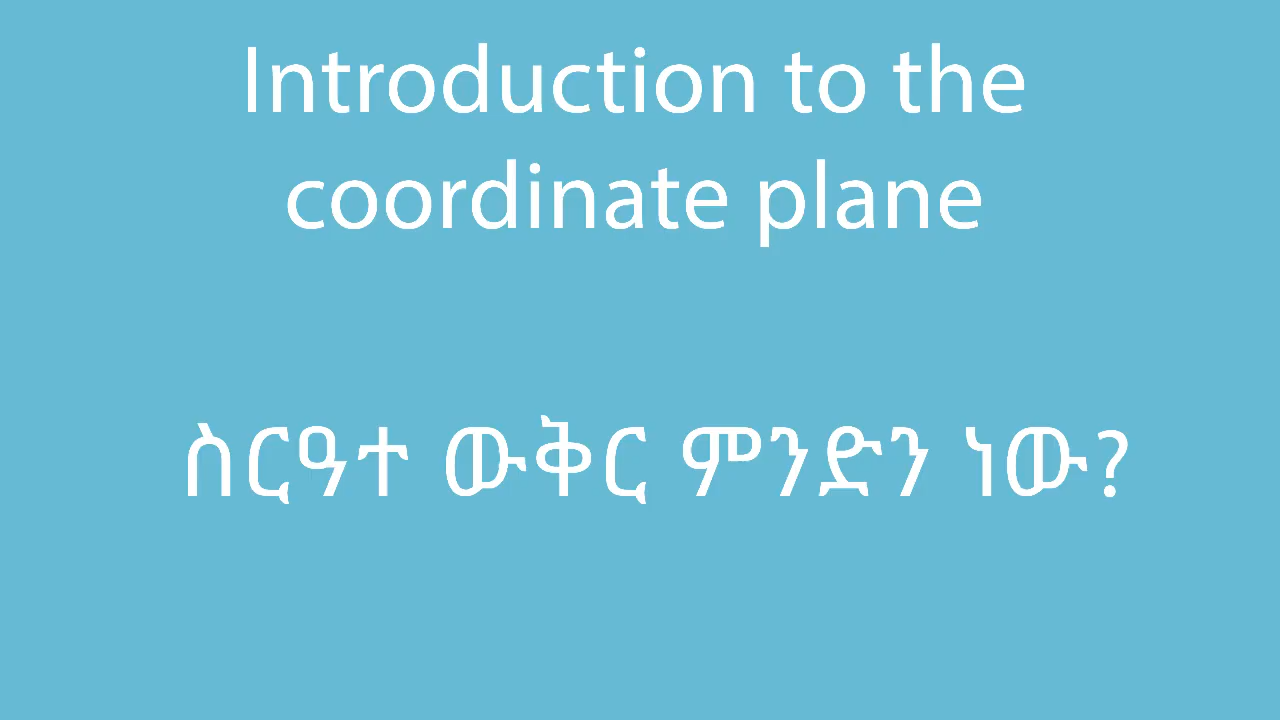 Introduction to the
coordinate plane
ስርዓተ ውቅር ምንድን ነው?